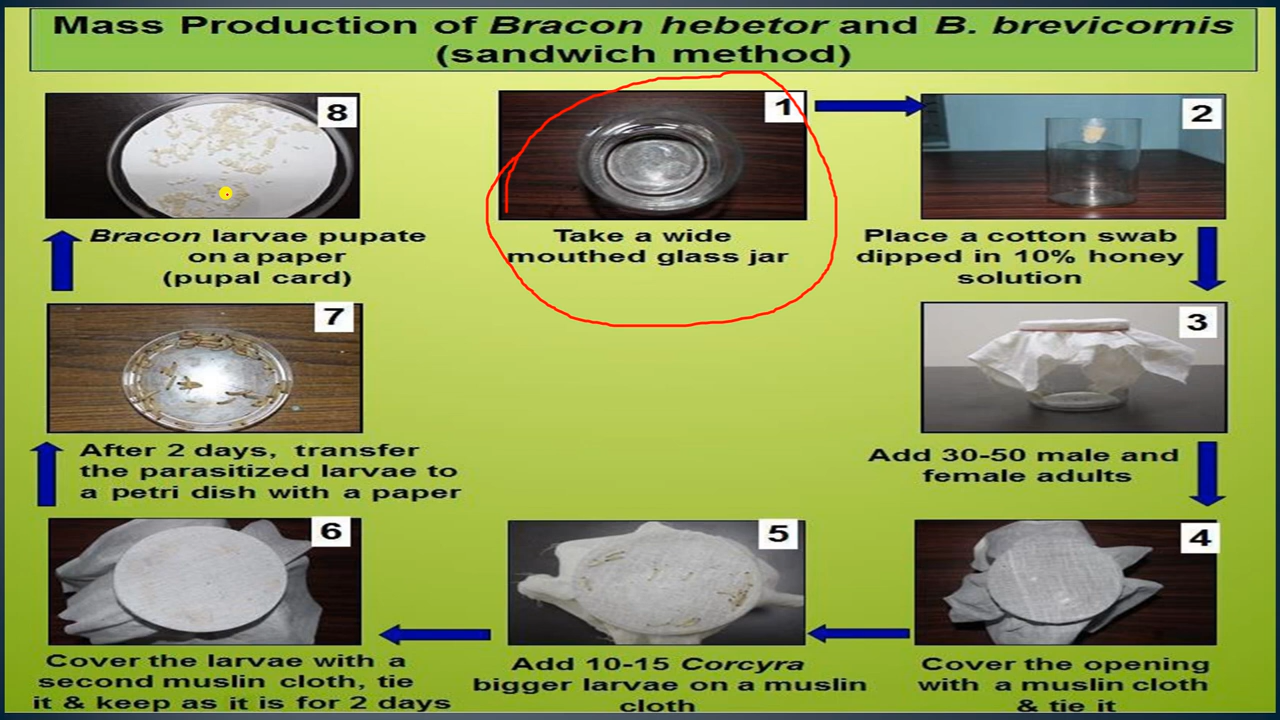 Mass Production of Bracon hebetor and B. brevicornis
(sandwich method)
1
Take a wide
mouthed glass jar
2
Place a cotton swab
dipped in 10% honey
solution
3
Add 30-50 male and
female adults
4
Cover the opening
with a muslin cloth
& tie it
5
Add 10-15 Corcyra
bigger larvae on a muslin
cloth
6
Cover the larvae with a
second muslin cloth, tie
it & keep as it is for 2 days
7
After 2 days, transfer
the parasitized larvae to
a petri dish with a paper
8
Bracon larvae pupate
on a paper
(pupal card)